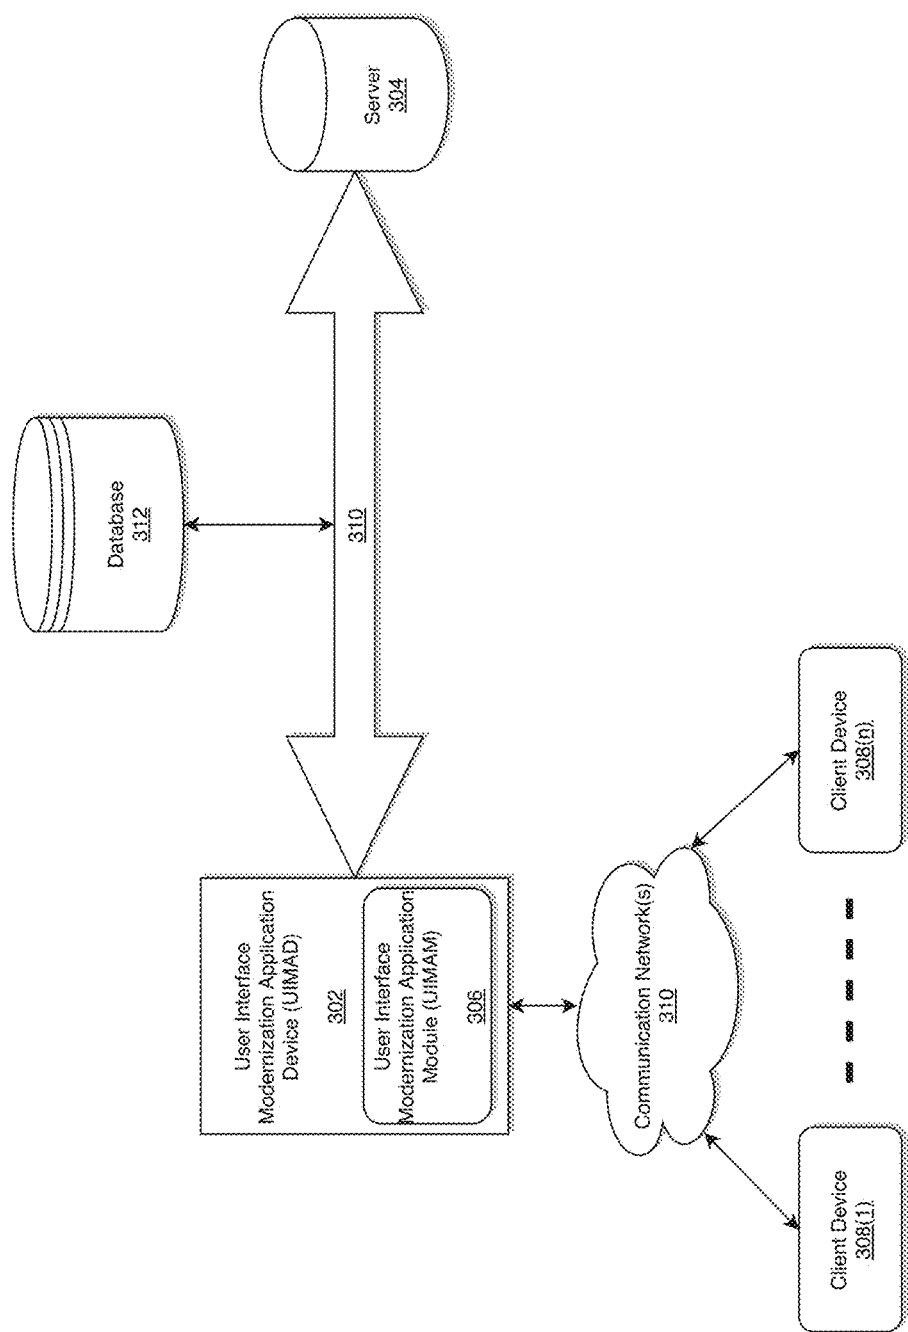 User Interface
Modernization Application
Device (UIMAD)
302
User Interface
Modernization Application
Module (UIMAM)
306
Database
312
310
Server
304
Communication Network(s)
310
Client Device
308(1)
Client Device
308(n)